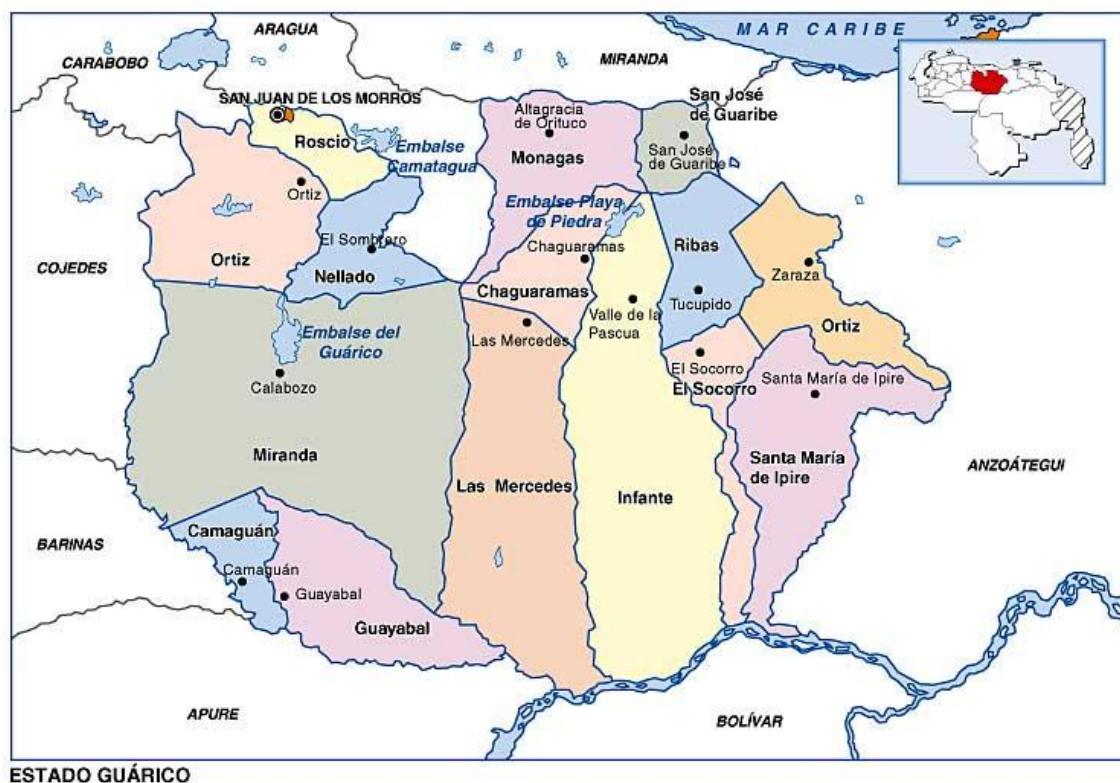 ARAGUA
MAR CARIBE
CARABOBO
MIRANDA
SAN JUAN DE LOS MORROS
Roscio
Embalse
Camatagua
Altagracia
de Orituco
Monagas
San José
de Guaribe
San José
de Guaribe
Ortiz
Ortiz
El Sombrero
Nellado
Embalse Playa
de Piedra
Chaguaramas
Chaguaramas
Ribas
Tucupido
Zaraza
Ortiz
COJEDES
Embalse del
Guárico
Calabozo
Miranda
Las Mercedes
Las Mercedes
Valle de la
Pascua
Infante
El Socorro
El Socorro
Santa María de Ipire
Santa María
de Ipire
ANZOÁTEGUI
BARINAS
Camaguán
Camaguán
Guayabal
Guayabal
APURE
BOLÍVAR
ESTADO GUÁRICO